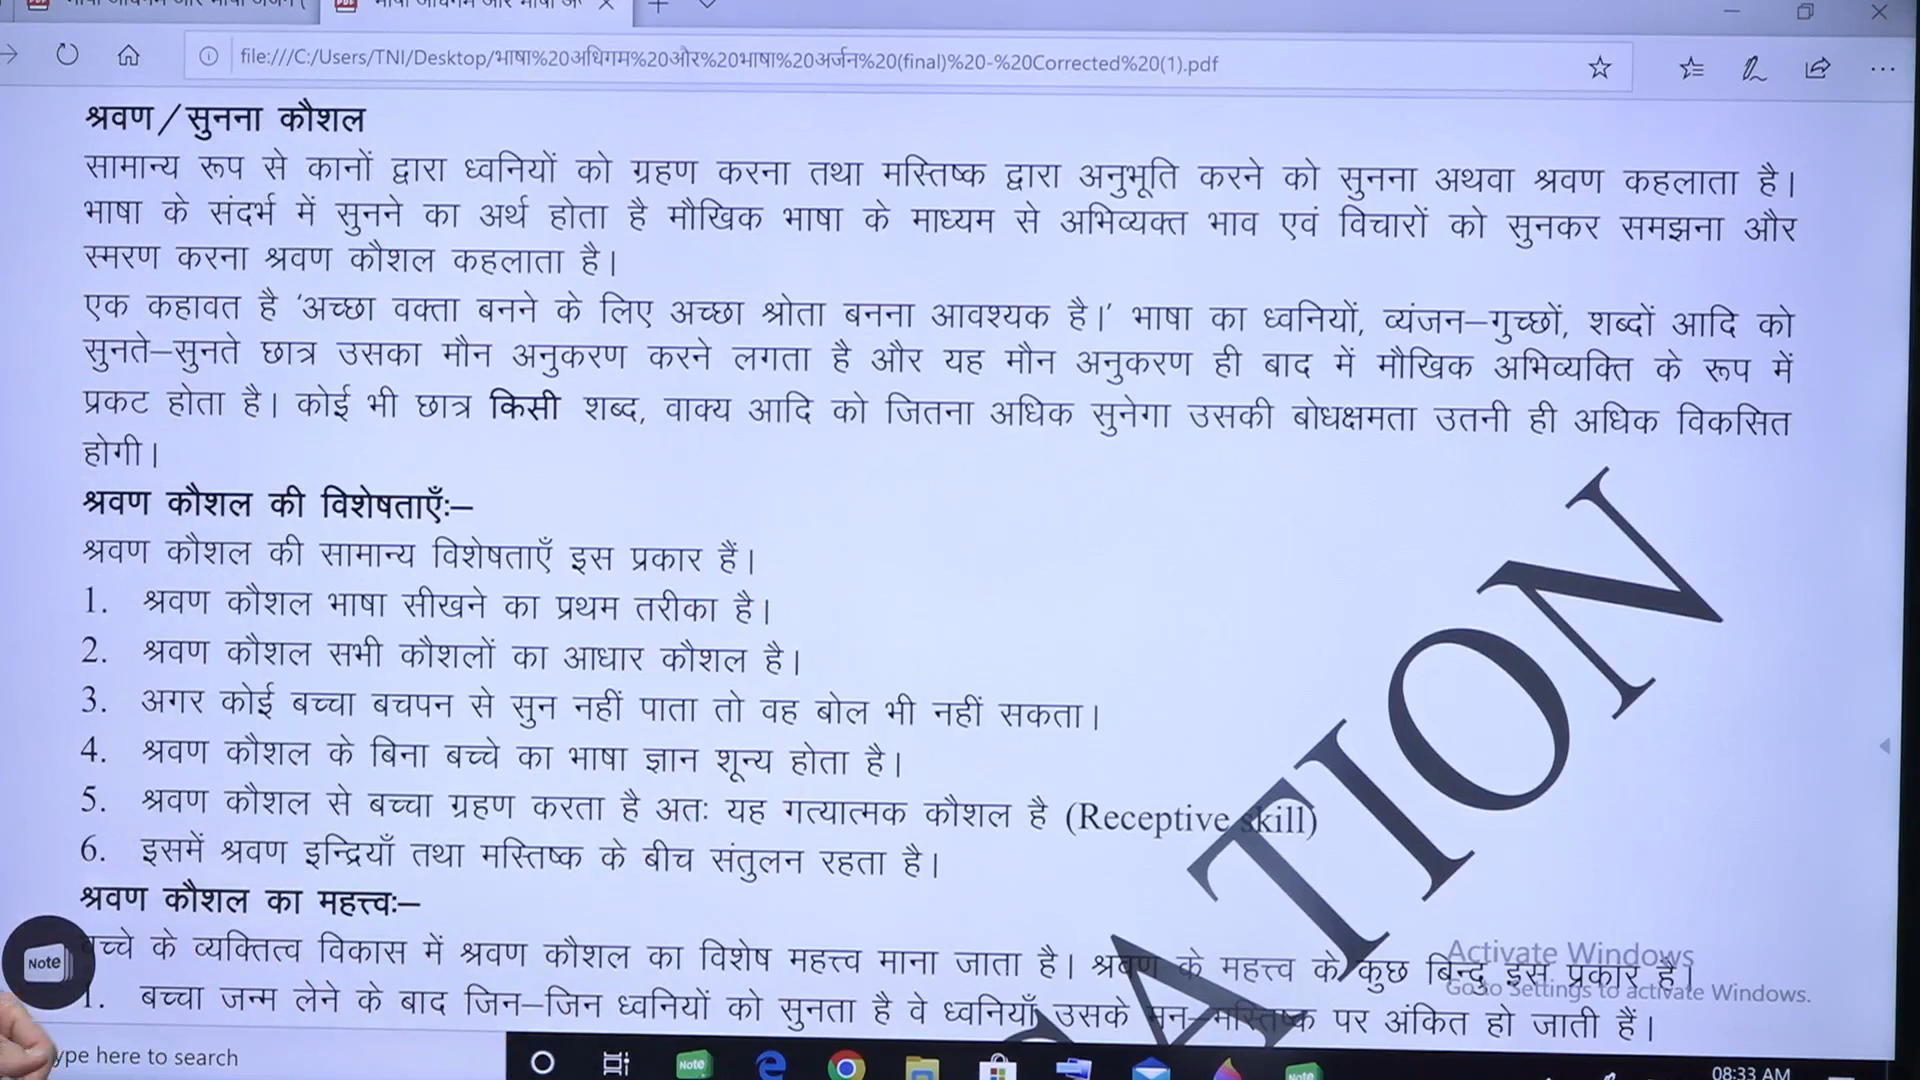 file:///C:/Users/TNI/Desktop/भाषा%20अधिगम%20और%20भाषा%20अर्जन%20(final)%20-%20Corrected%20(1).pdf
श्रवण/सुनना कौशल
सामान्य रूप से कानों द्वारा ध्वनियों को ग्रहण करना तथा मस्तिष्क द्वारा अनुभूति करने को सुनना अथवा श्रवण कहलाता है।
भाषा के संदर्भ में सुनने का अर्थ होता है मौखिक भाषा के माध्यम से अभिव्यक्त भाव एवं विचारों को सुनकर समझना और
स्मरण करना श्रवण कौशल कहलाता है।
एक कहावत है ‘अच्छा वक्ता बनने के लिए अच्छा श्रोता बनना आवश्यक है।’ भाषा का ध्वनियों, व्यंजन–गुच्छों, शब्दों आदि को
सुनते–सुनते छात्र उसका मौन अनुकरण करने लगता है और यह मौन अनुकरण ही बाद में मौखिक अभिव्यक्ति के रूप में
प्रकट होता है। कोई भी छात्र किसी शब्द, वाक्य आदि को जितना अधिक सुनेगा उसकी बोधक्षमता उतनी ही अधिक विकसित
होगी।
श्रवण कौशल की विशेषताएँः–
श्रवण कौशल की सामान्य विशेषताएँ इस प्रकार हैं।
1. श्रवण कौशल भाषा सीखने का प्रथम तरीका है।
2. श्रवण कौशल सभी कौशलों का आधार कौशल है।
3. अगर कोई बच्चा बचपन से सुन नहीं पाता तो वह बोल भी नहीं सकता।
4. श्रवण कौशल के बिना बच्चे का भाषा ज्ञान शून्य होता है।
5. श्रवण कौशल से बच्चा ग्रहण करता है अतः यह गत्यात्मक कौशल है (Receptive skill)
6. इसमें श्रवण इन्द्रियाँ तथा मस्तिष्क के बीच संतुलन रहता है।
श्रवण कौशल का महत्त्वः–
बच्चे के व्यक्तित्व विकास में श्रवण कौशल का विशेष महत्त्व माना जाता है। श्रवण के महत्त्व के कुछ बिन्दु इस प्रकार हैं।
1. बच्चा जन्म लेने के बाद जिन–जिन ध्वनियों को सुनता है वे ध्वनियाँ उसके मन–मस्तिष्क पर अंकित हो जाती हैं।
ATION
Activate Windows
Go to Settings to activate Windows.
Note
ype here to search
Note
Note
08:33 AM